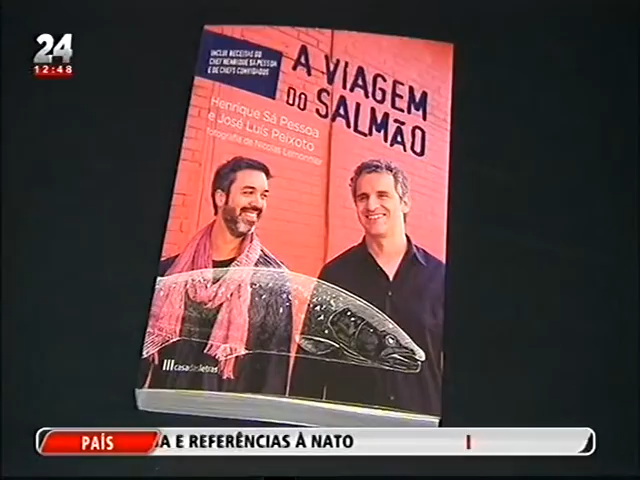 24
12:48
INCLUI RECEITAS DO
CHEF HENRIQUE SÁ PESSOA
E DE CHEFS CONVIDADOS
A VIAGEM
DO SALMÃO
Henrique Sá Pessoa
e José Luís Peixoto
fotografia de Nicolas Lemonnier
casadasletras
PAÍS
IA E REFERÊNCIAS À NATO